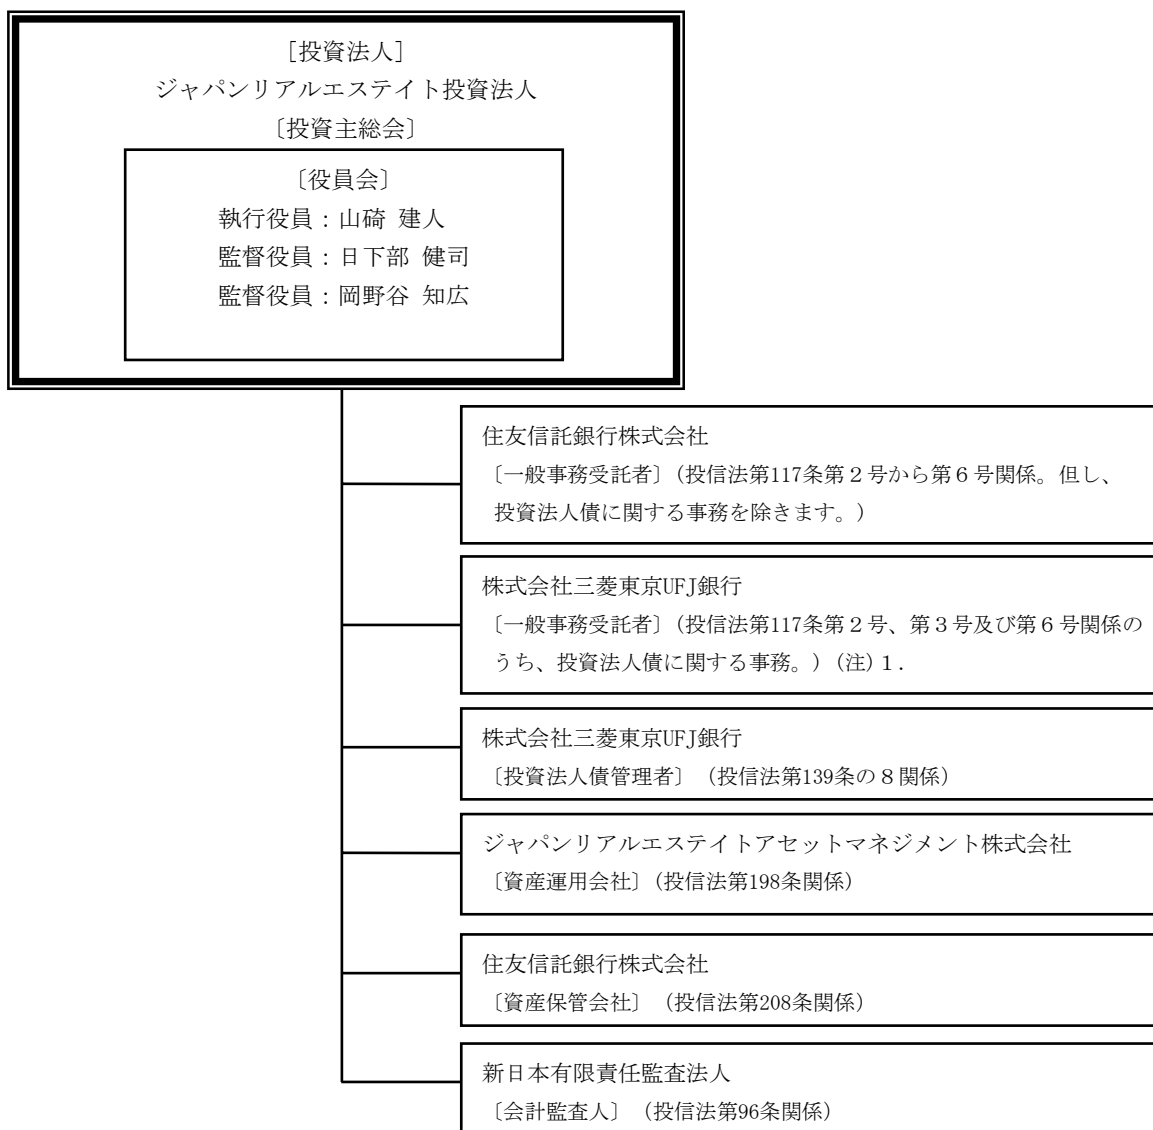 ［投資法人］
ジャパンリアルエステイト投資法人
〔投資主総会〕
〔役員会〕
執行役員：山碕 建人
監督役員：日下部 健司
監督役員：岡野谷 知広
住友信託銀行株式会社
〔一般事務受託者〕（投信法第117条第２号から第６号関係。但し、
投資法人債に関する事務を除きます。）
株式会社三菱東京UFJ銀行
〔一般事務受託者〕（投信法第117条第２号、第３号及び第６号関係の
うち、投資法人債に関する事務。）（注）１.
株式会社三菱東京UFJ銀行
〔投資法人債管理者〕（投信法第139条の８関係）
ジャパンリアルエステイトアセットマネジメント株式会社
〔資産運用会社〕（投信法第198条関係）
住友信託銀行株式会社
〔資産保管会社〕（投信法第208条関係）
新日本有限責任監査法人
〔会計監査人〕（投信法第96条関係）